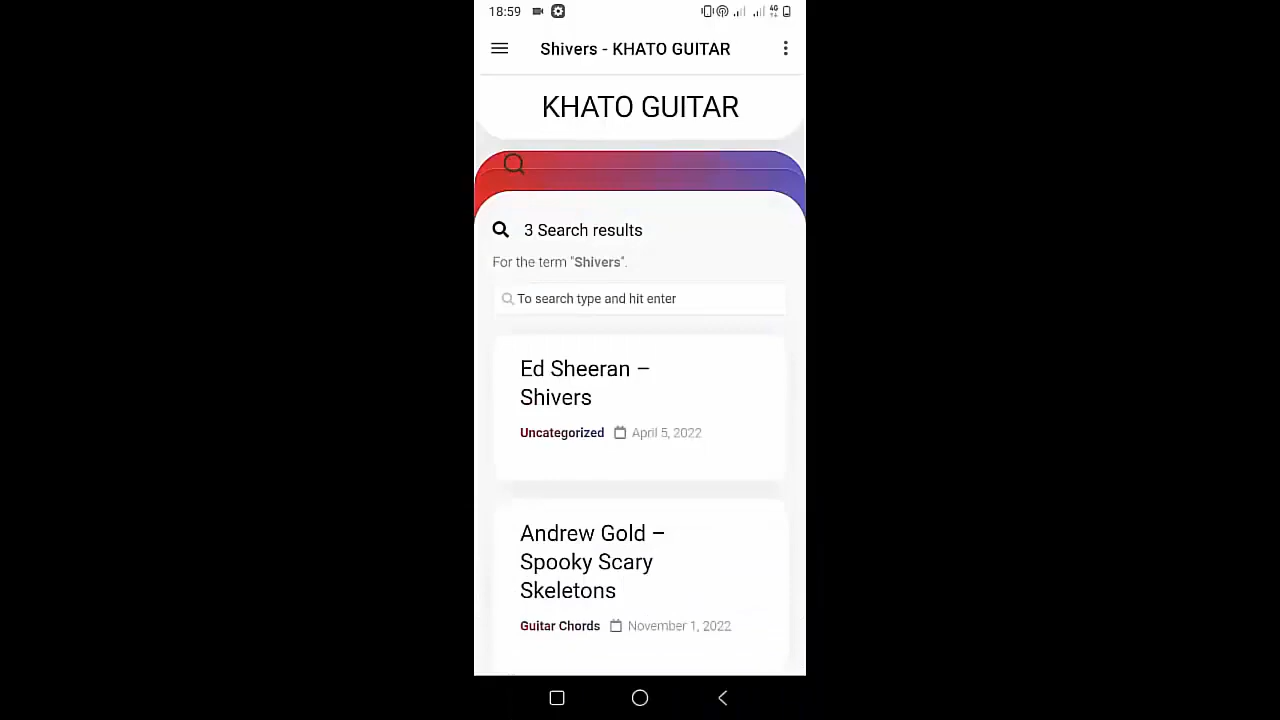 18:59
4G
Shivers - KHATO GUITAR
KHATO GUITAR
3 Search results
For the term "Shivers".
To search type and hit enter
Ed Sheeran –
Shivers
Uncategorized April 5, 2022
Andrew Gold –
Spooky Scary
Skeletons
Guitar Chords November 1, 2022